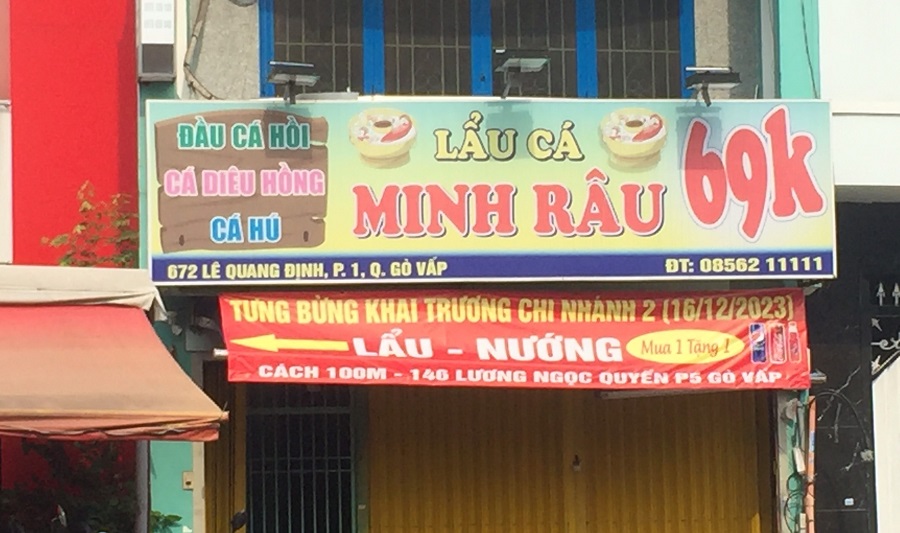 ĐẦU CÁ HỒI
CÁ DIÊU HỒNG
CÁ HÚ
LẨU CÁ
MINH RÂU
69k
672 LÊ QUANG ĐỊNH, P. 1, Q. GÒ VẤP
ĐT: 08562 11111
TƯNG BỪNG KHAI TRƯƠNG CHI NHÁNH 2 (16/12/2023)
LẨU - NƯỚNG
Mua 1 Tặng 1
CÁCH 100M - 146 LƯƠNG NGỌC QUYẾN P5 GÒ VẤP